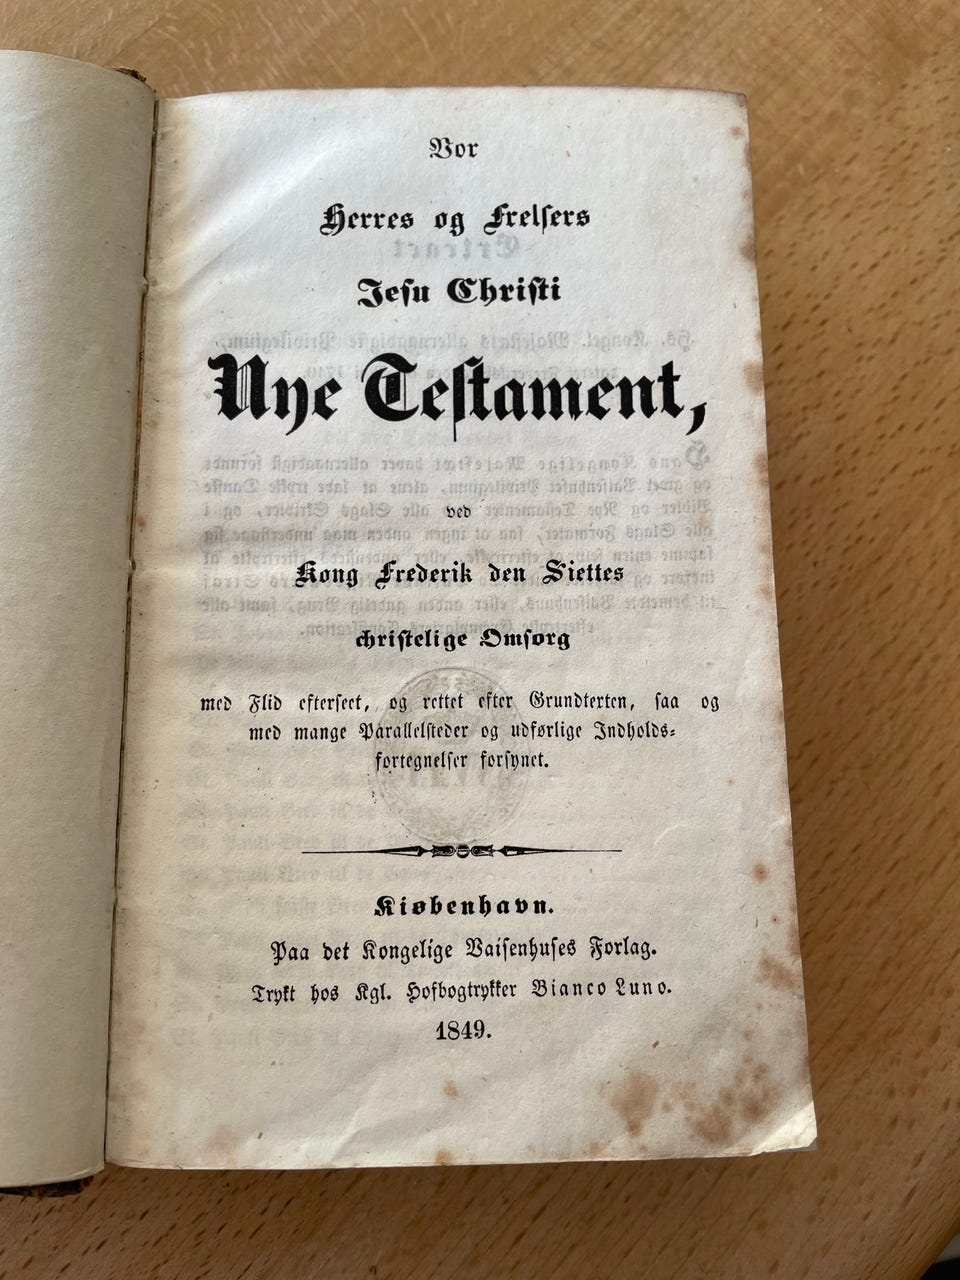 Vor
Herres og Frelsers
Jesu Christi
Nye Testament,
ved
Kong Frederik den Siettes
christelige Omsorg
med Flid efterseet, og rettet efter Grundtexten, saa og
med mange Parallelsteder og udførlige Indholds-
fortegnelser forsynet.
Kiøbenhavn.
Paa det Kongelige Vaisenhuses Forlag.
Trykt hos Kgl. Hofbogtrykker Bianco Luno.
1849.